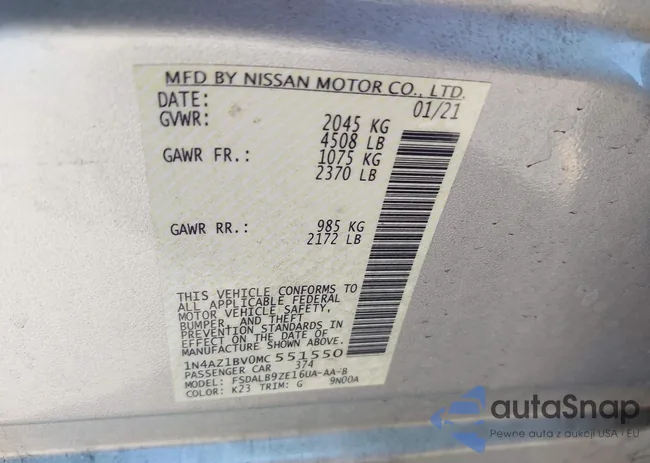 MFD BY NISSAN MOTOR CO., LTD.
DATE: 01/21
GVWR: 2045 KG
4508 LB
GAWR FR.: 1075 KG
2370 LB
GAWR RR.: 985 KG
2172 LB
THIS VEHICLE CONFORMS TO
ALL APPLICABLE FEDERAL
MOTOR VEHICLE SAFETY,
BUMPER, AND THEFT
PREVENTION STANDARDS IN
EFFECT ON THE DATE OF
MANUFACTURE SHOWN ABOVE.
1N4AZ1BV0MC 551550
PASSENGER CAR 374
MODEL: FSDALB9ZE16UA-AA-B
COLOR: K23 TRIM: G 9N00A
autaSnap
Pewne auta z aukcji USA i EU